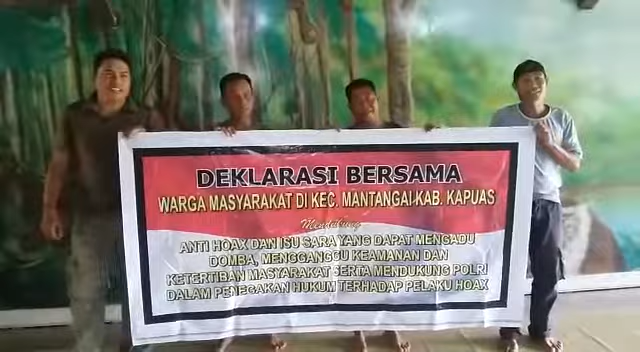 DEKLARASI BERSAMA
WARGA MASYARAKAT DI KEC. MANTANGAI-KAB. KAPUAS
Mendukung
ANTI HOAX DAN ISU SARA YANG DAPAT MENGADU
DOMBA, MENGGANGGU KEAMANAN DAN
KETERTIBAN MASYARAKAT SERTA MENDUKUNG POLRI
DALAM PENEGAKAN HUKUM TERHADAP PELAKU HOAX